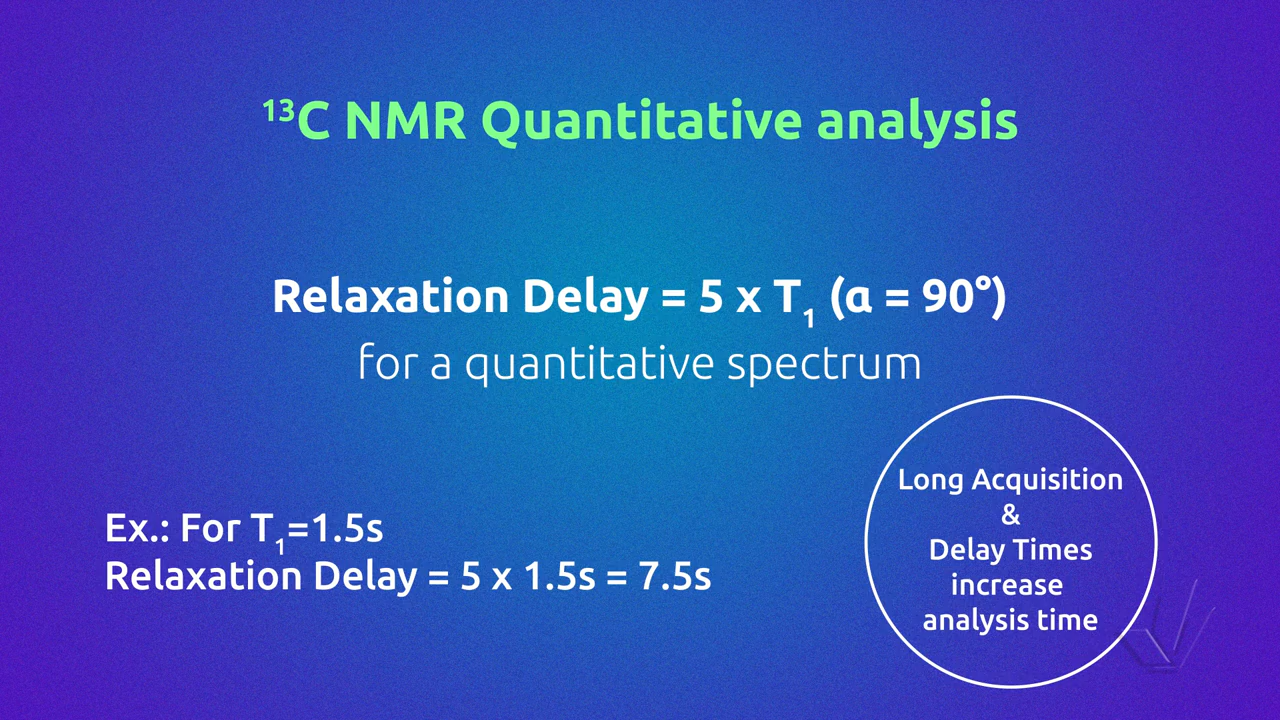 ¹³C NMR Quantitative analysis
Relaxation Delay = 5 x T₁ (α = 90°)
for a quantitative spectrum
Ex.: For T₁=1.5s
Relaxation Delay = 5 x 1.5s = 7.5s
Long Acquisition
&
Delay Times
increase
analysis time